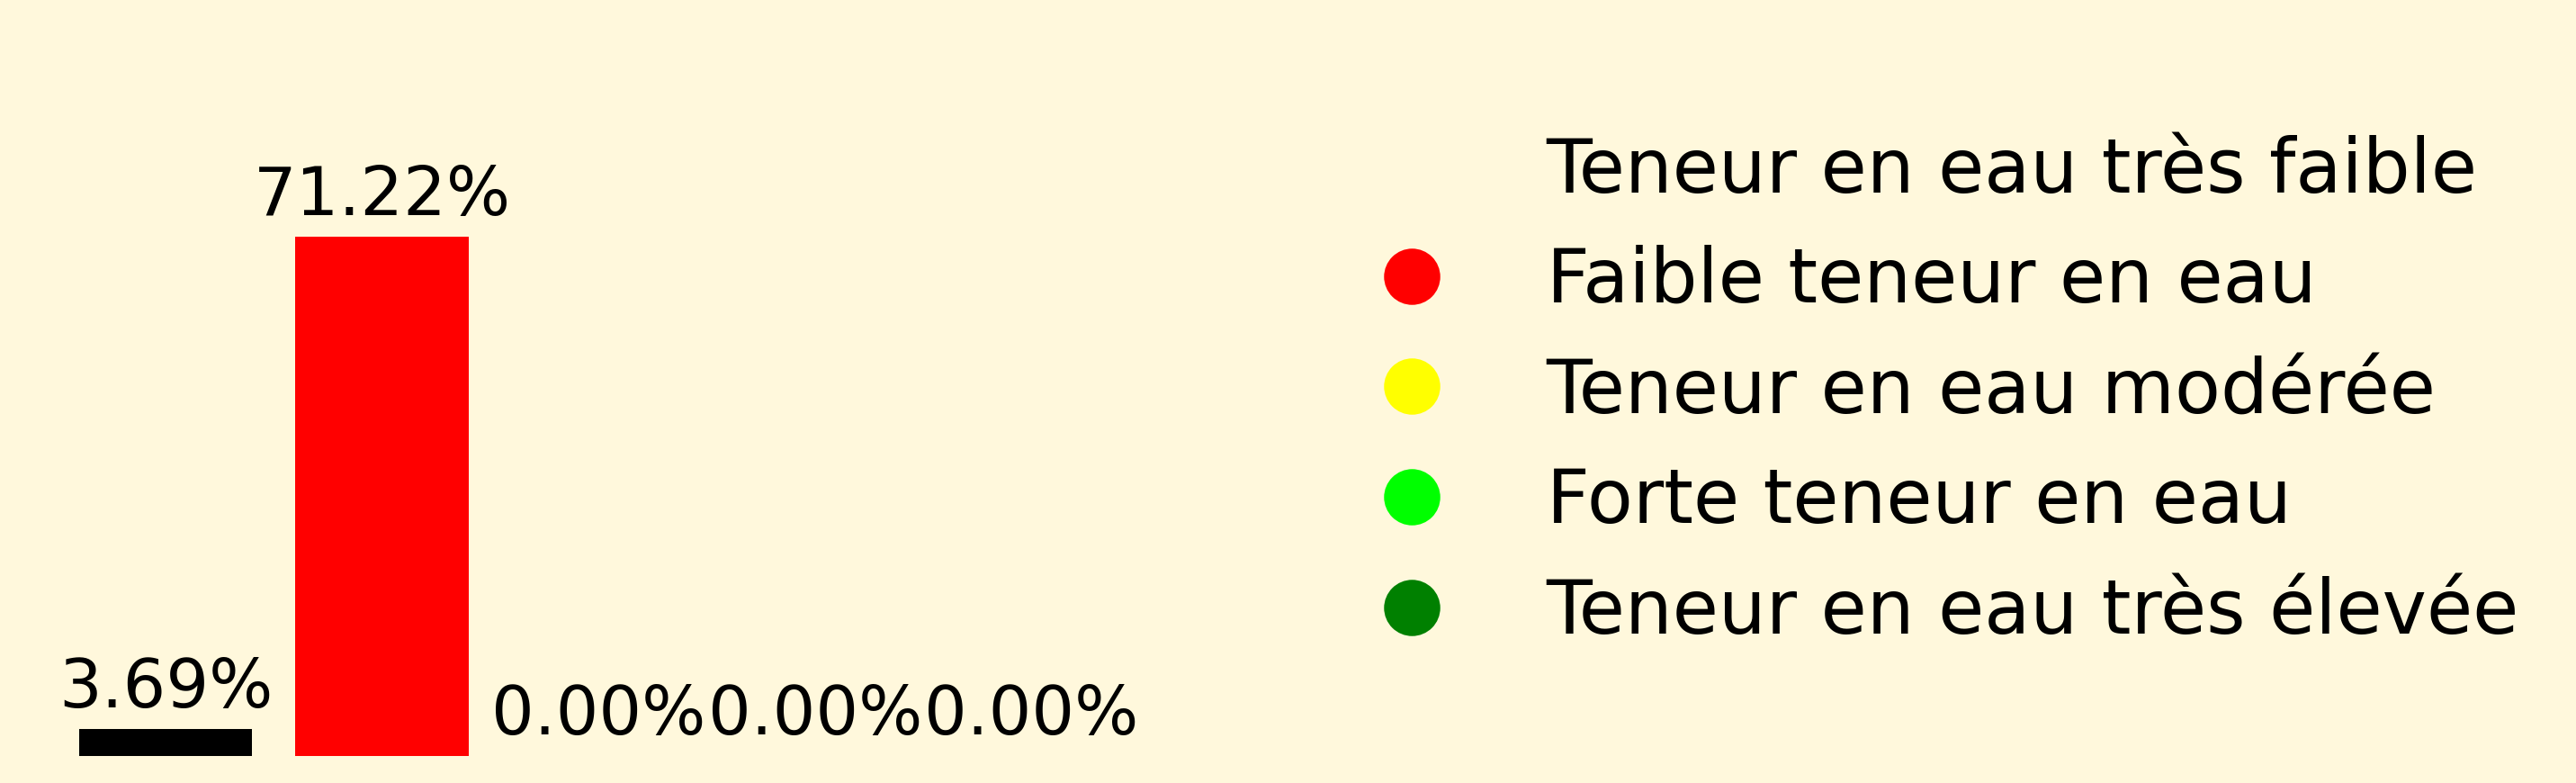 71.22%
3.69%
0.00%
0.00%
0.00%
Teneur en eau très faible
Faible teneur en eau
Teneur en eau modérée
Forte teneur en eau
Teneur en eau très élevée